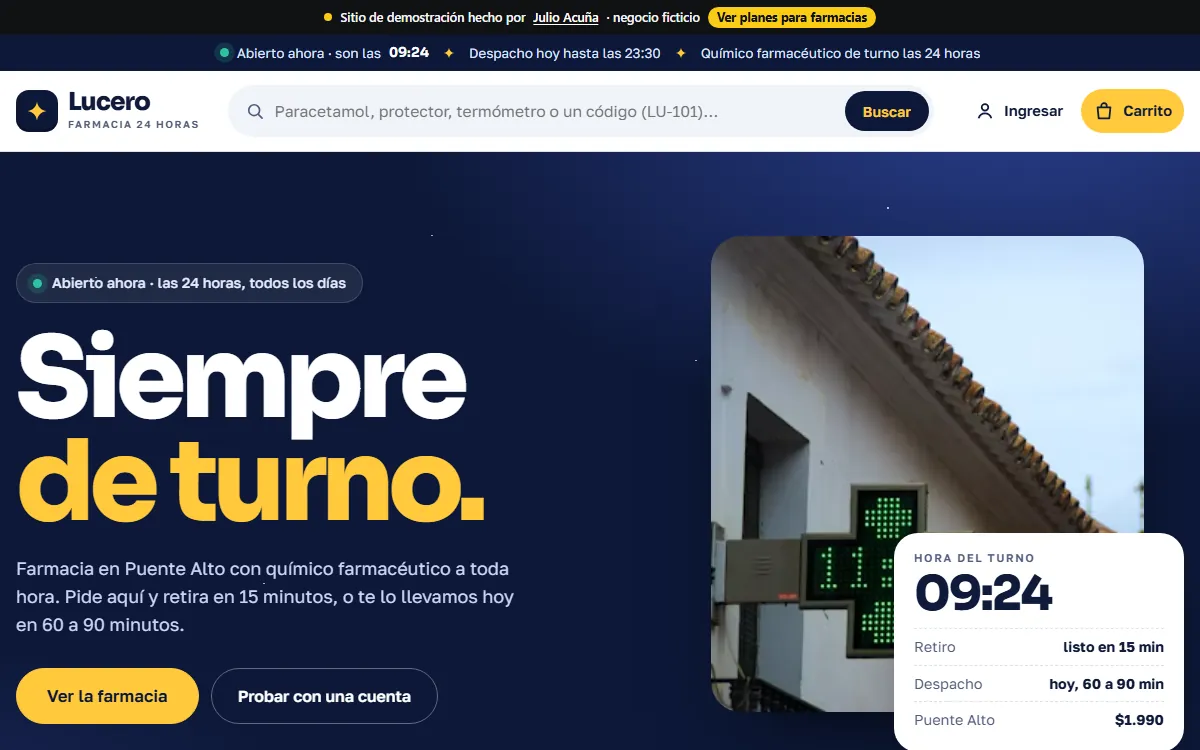 Sitio de demostración hecho por Julio Acuña · negocio ficticio Ver planes para farmacias
Abierto ahora · son las 09:24 ✦ Despacho hoy hasta las 23:30 ✦ Químico farmacéutico de turno las 24 horas
Lucero
FARMACIA 24 HORAS
Paracetamol, protector, termómetro o un código (LU-101)…
Buscar
Ingresar
Carrito
Abierto ahora · las 24 horas, todos los días
Siempre
de turno.
Farmacia en Puente Alto con químico farmacéutico a toda
hora. Pide aquí y retira en 15 minutos, o te lo llevamos hoy
en 60 a 90 minutos.
Ver la farmacia
Probar con una cuenta
11:
HORA DEL TURNO
09:24
Retiro listo en 15 min
Despacho hoy, 60 a 90 min
Puente Alto $1.990